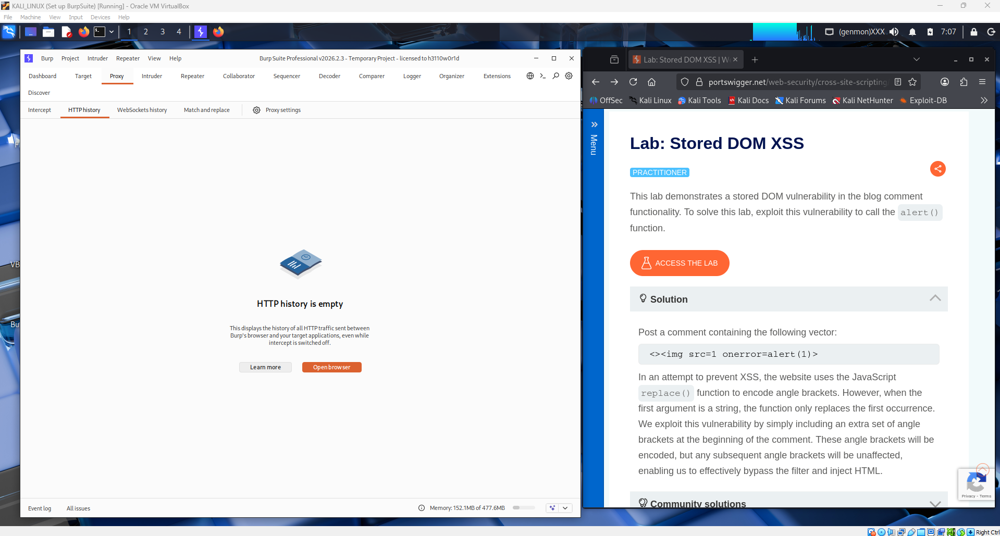 KALI_LINUX (Set up BurpSuite) [Running] - Oracle VM VirtualBox
File Machine View Input Devices Help
1 2 3 4
(genmon)XXX 7:07
Burp Project Intruder Repeater View Help
Burp Suite Professional v2026.2.3 - Temporary Project - licensed to h3110w0r1d
Dashboard Target Proxy Intruder Repeater Collaborator Sequencer Decoder Comparer Logger Organizer Extensions
Discover
Intercept HTTP history WebSockets history Match and replace Proxy settings
HTTP history is empty
This displays the history of all HTTP traffic sent between
Burp's browser and your target applications, even while
intercept is switched off.
Learn more Open browser
Event log All issues
Memory: 152.1MB of 477.6MB
VB
Bu
Lab: Stored DOM XSS | W
portswigger.net/web-security/cross-site-scripting
OffSec Kali Linux Kali Tools Kali Docs Kali Forums Kali NetHunter Exploit-DB
Menu
Lab: Stored DOM XSS
PRACTITIONER
This lab demonstrates a stored DOM vulnerability in the blog comment
functionality. To solve this lab, exploit this vulnerability to call the alert()
function.
ACCESS THE LAB
Solution
Post a comment containing the following vector:
<><img src=1 onerror=alert(1)>
In an attempt to prevent XSS, the website uses the JavaScript
replace() function to encode angle brackets. However, when the
first argument is a string, the function only replaces the first occurrence.
We exploit this vulnerability by simply including an extra set of angle
brackets at the beginning of the comment. These angle brackets will be
encoded, but any subsequent angle brackets will be unaffected,
enabling us to effectively bypass the filter and inject HTML.
Community solutions
Privacy - Terms
Right Ctrl